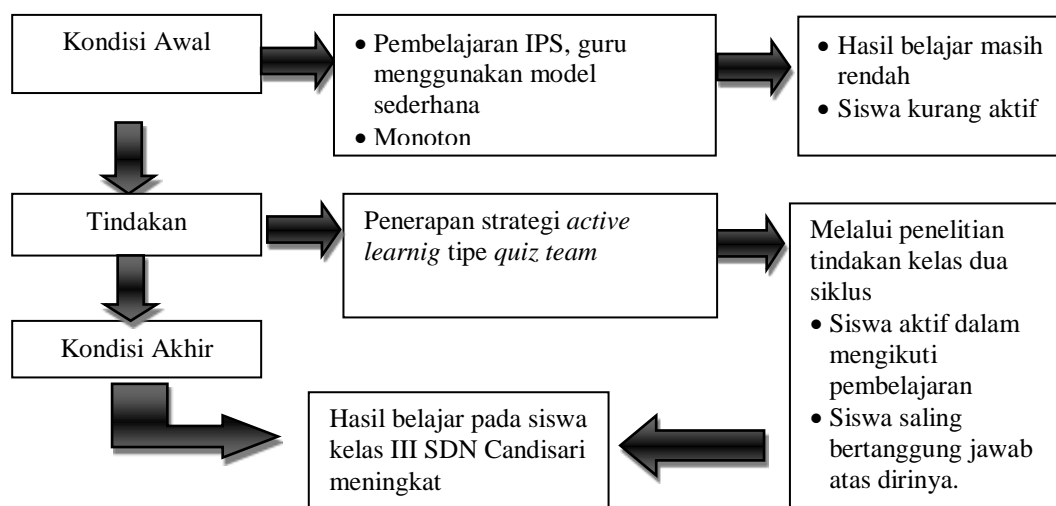 Kondisi Awal
• Pembelajaran IPS, guru
menggunakan model
sederhana
• Monoton
• Hasil belajar masih
rendah
• Siswa kurang aktif
Tindakan
Penerapan strategi active
learnig tipe quiz team
Melalui penelitian
tindakan kelas dua
siklus
• Siswa aktif dalam
mengikuti
pembelajaran
• Siswa saling
bertanggung jawab
atas dirinya.
Kondisi Akhir
Hasil belajar pada siswa
kelas III SDN Candisari
meningkat